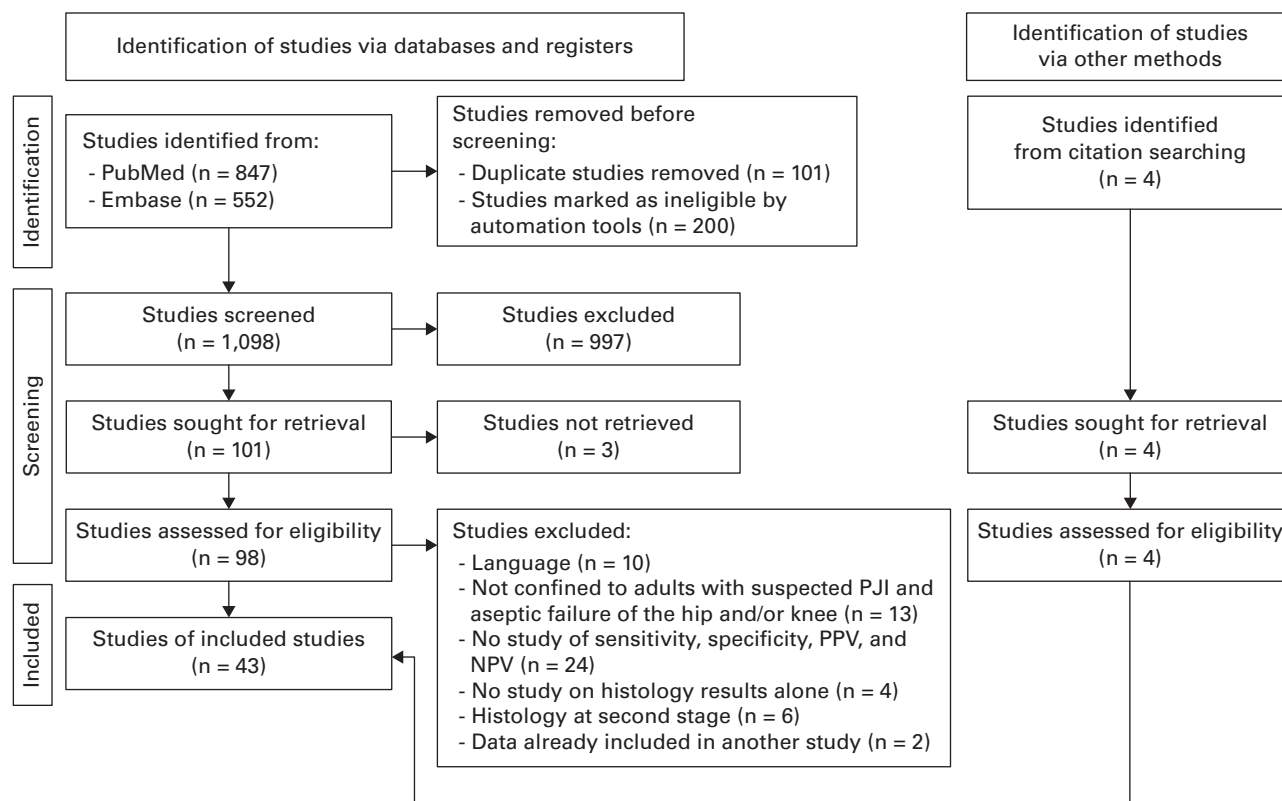 Identification of studies via databases and registers
Identification of studies
via other methods
Identification
Studies identified from:
- PubMed (n = 847)
- Embase (n = 552)
Studies removed before
screening:
- Duplicate studies removed (n = 101)
- Studies marked as ineligible by
automation tools (n = 200)
Studies identified
from citation searching
(n = 4)
Screening
Studies screened
(n = 1,098)
Studies excluded
(n = 997)
Studies sought for retrieval
(n = 101)
Studies not retrieved
(n = 3)
Studies sought for retrieval
(n = 4)
Studies assessed for eligibility
(n = 98)
Studies excluded:
- Language (n = 10)
- Not confined to adults with suspected PJI and
aseptic failure of the hip and/or knee (n = 13)
- No study of sensitivity, specificity, PPV, and
NPV (n = 24)
- No study on histology results alone (n = 4)
- Histology at second stage (n = 6)
- Data already included in another study (n = 2)
Studies assessed for eligibility
(n = 4)
Included
Studies of included studies
(n = 43)